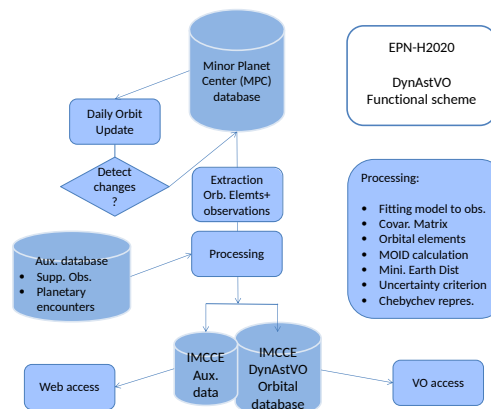 Minor Planet
Center (MPC)
database
EPN-H2020
DynAstVO
Functional scheme
Daily Orbit
Update
Detect
changes
?
Extraction
Orb. Elemts+
observations
Processing
Aux. database
• Supp. Obs.
• Planetary
encounters
Processing:
• Fitting model to obs.
• Covar. Matrix
• Orbital elements
• MOID calculation
• Mini. Earth Dist
• Uncertainty criterion
• Chebychev repres.
IMCCE
Aux.
data
IMCCE
DynAstVO
Orbital
database
Web access
VO access